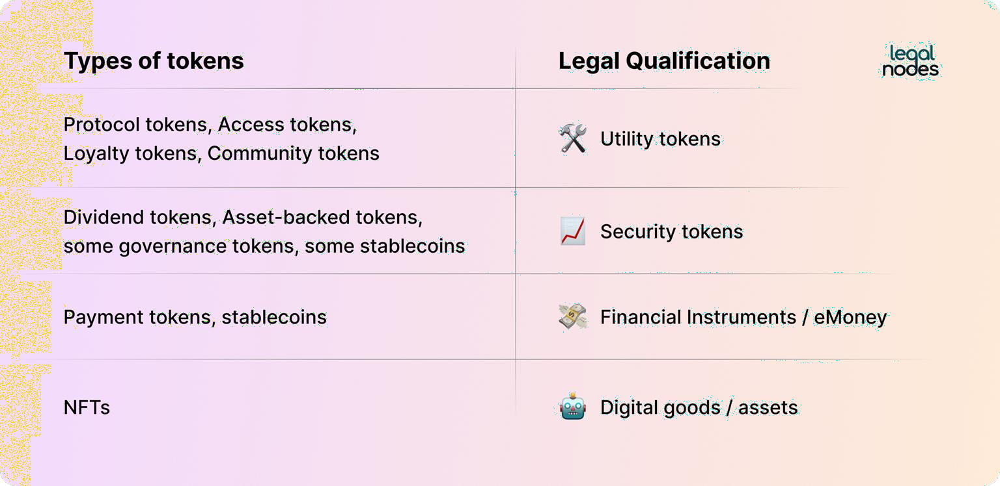 Types of tokens
Legal Qualification
legal
nodes
Protocol tokens, Access tokens,
Loyalty tokens, Community tokens
Utility tokens
Dividend tokens, Asset-backed tokens,
some governance tokens, some stablecoins
Security tokens
Payment tokens, stablecoins
Financial Instruments / eMoney
NFTs
Digital goods / assets